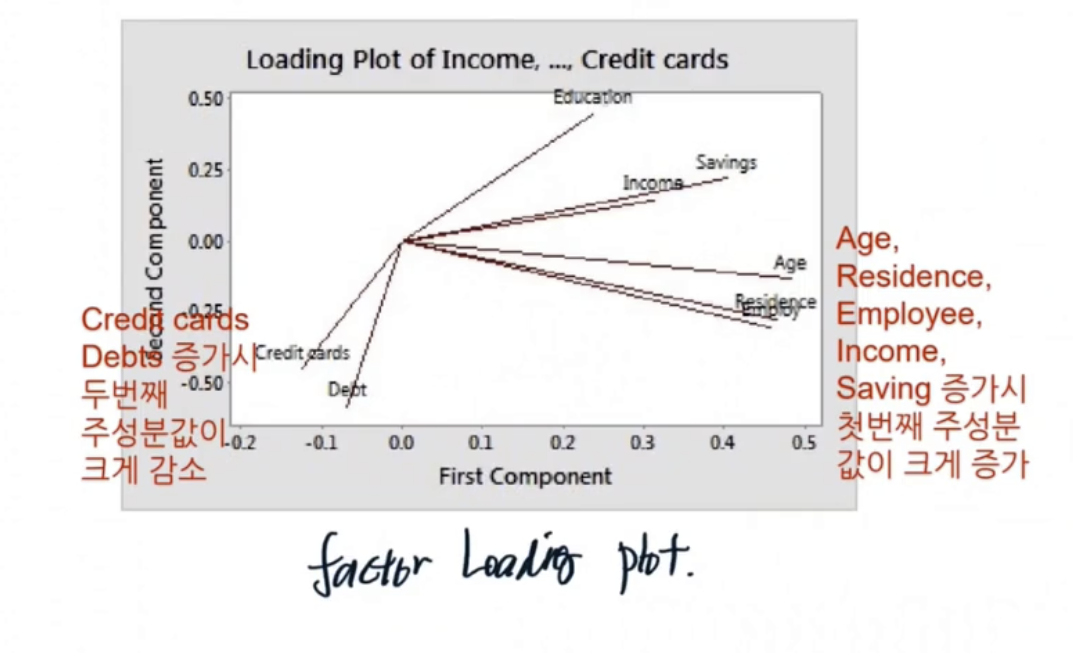 Loading Plot of Income, ..., Credit cards
0.50
0.25
0.00
-0.25
-0.50
Second Component
Education
Savings
Income
Age
Residence
Employ
Credit cards
Debt
-0.2
-0.1
0.0
0.1
0.2
0.3
0.4
0.5
First Component
Credit cards
Debts 증가시
두번째
주성분값이
크게 감소
Age,
Residence,
Employee,
Income,
Saving 증가시
첫번째 주성분
값이 크게 증가
factor Loading plot.